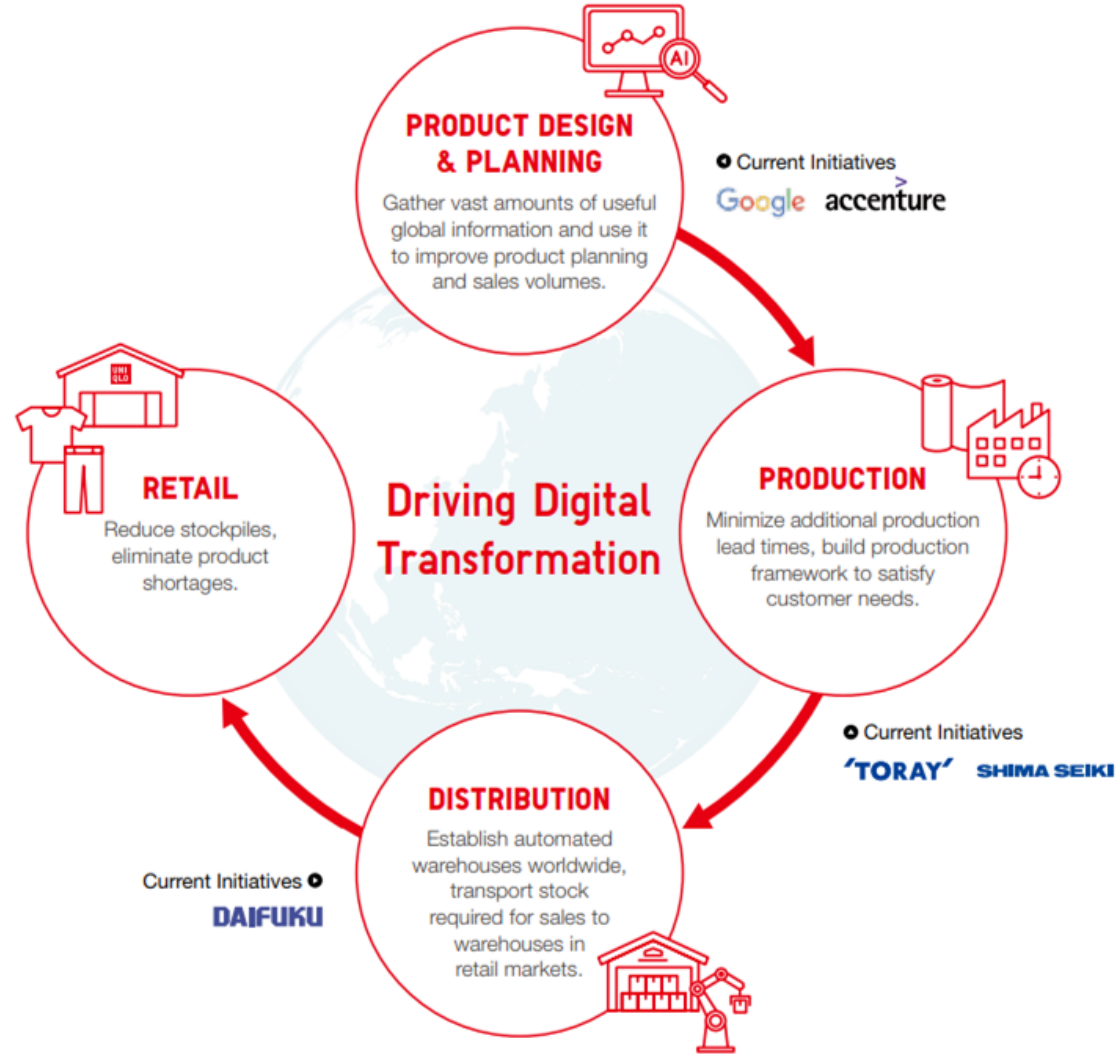 AI
PRODUCT DESIGN
& PLANNING
Gather vast amounts of useful
global information and use it
to improve product planning
and sales volumes.
Current Initiatives
Google accenture
UNI
QLO
RETAIL
Reduce stockpiles,
eliminate product
shortages.
Driving Digital
Transformation
PRODUCTION
Minimize additional production
lead times, build production
framework to satisfy
customer needs.
Current Initiatives
'TORAY' SHIMA SEIKI
DISTRIBUTION
Establish automated
warehouses worldwide,
transport stock
required for sales to
warehouses in
retail markets.
Current Initiatives
DAIFUKU